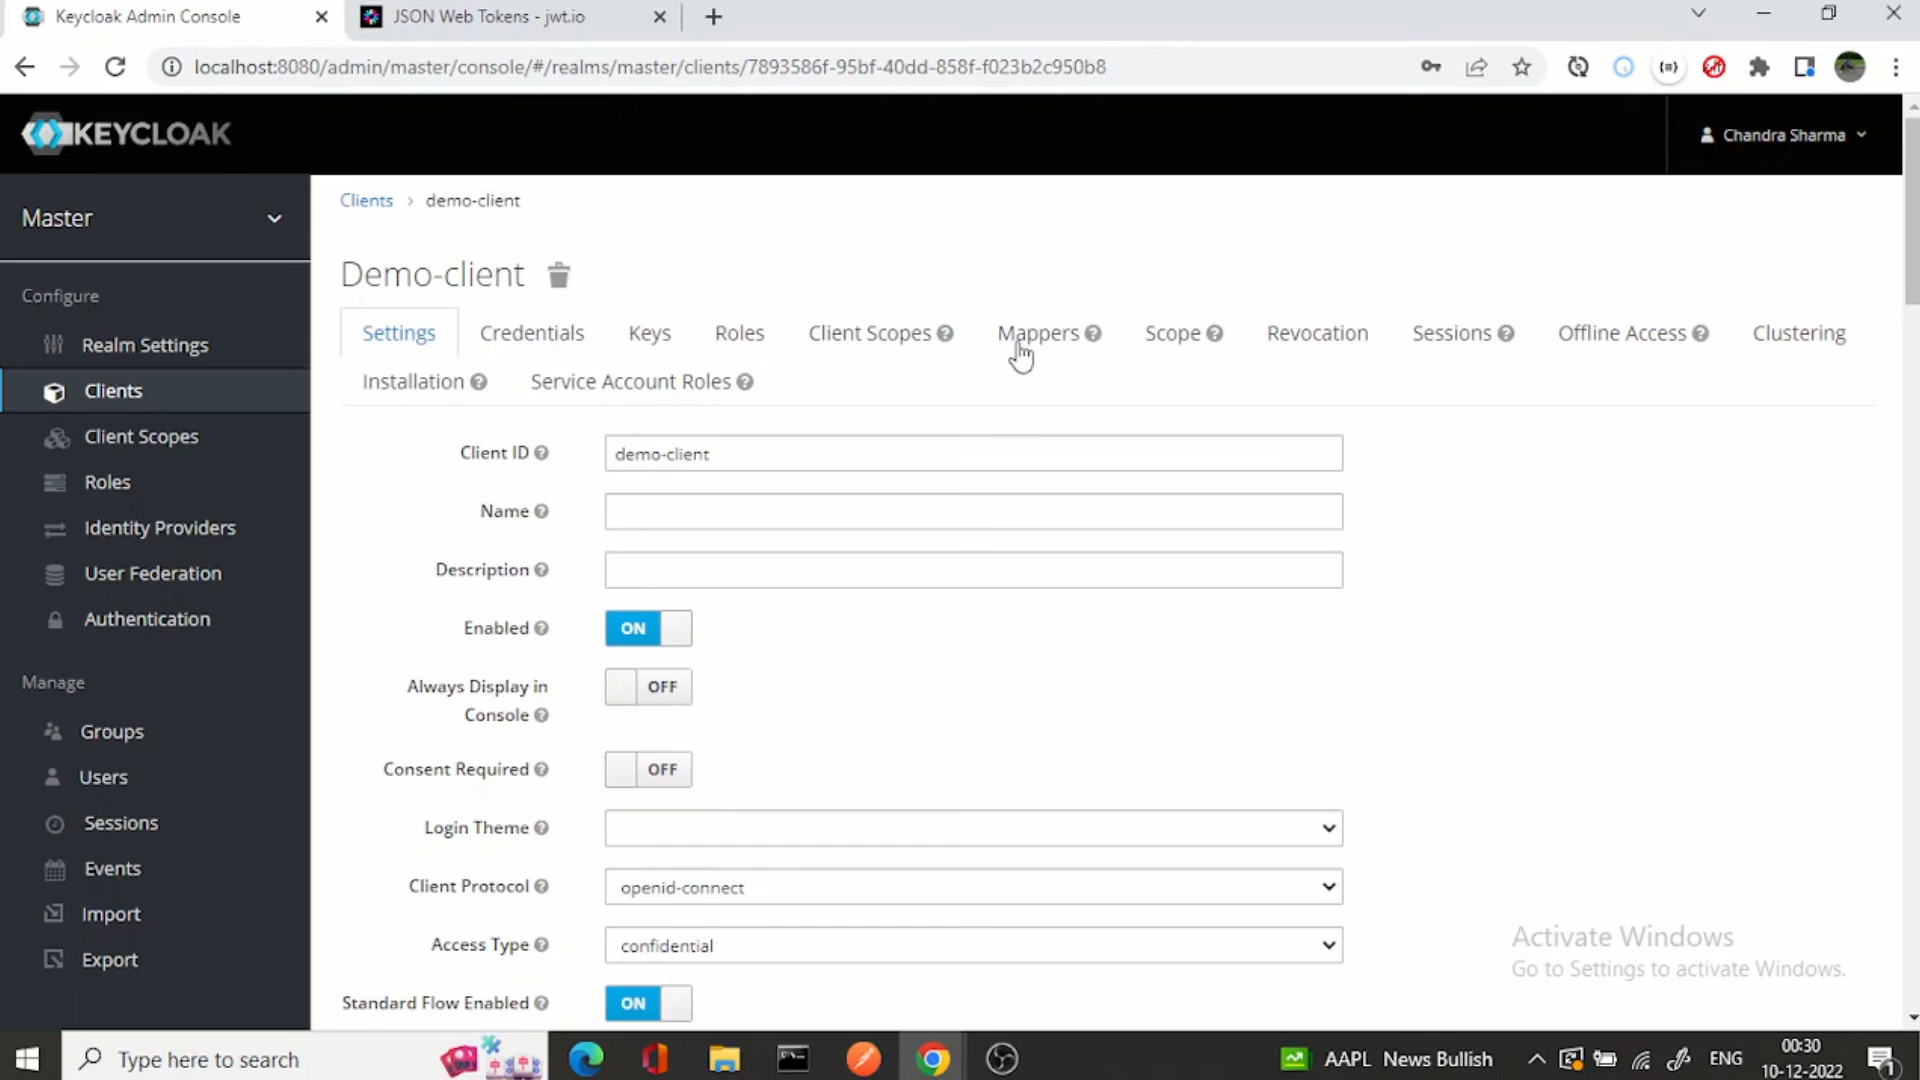 Keycloak Admin Console
JSON Web Tokens - jwt.io
localhost:8080/admin/master/console/#/realms/master/clients/7893586f-95bf-40dd-858f-f023b2c950b8
KEYCLOAK
Chandra Sharma
Master
Configure
Realm Settings
Clients
Client Scopes
Roles
Identity Providers
User Federation
Authentication
Manage
Groups
Users
Sessions
Events
Import
Export
Clients > demo-client
Demo-client
Settings Credentials Keys Roles Client Scopes Mappers Scope Revocation Sessions Offline Access Clustering
Installation Service Account Roles
Client ID demo-client
Name
Description
Enabled ON
Always Display in
Console
OFF
Consent Required OFF
Login Theme
Client Protocol openid-connect
Access Type confidential
Standard Flow Enabled ON
Activate Windows
Go to Settings to activate Windows.
Type here to search
AAPL News Bullish
ENG
00:30
10-12-2022
1